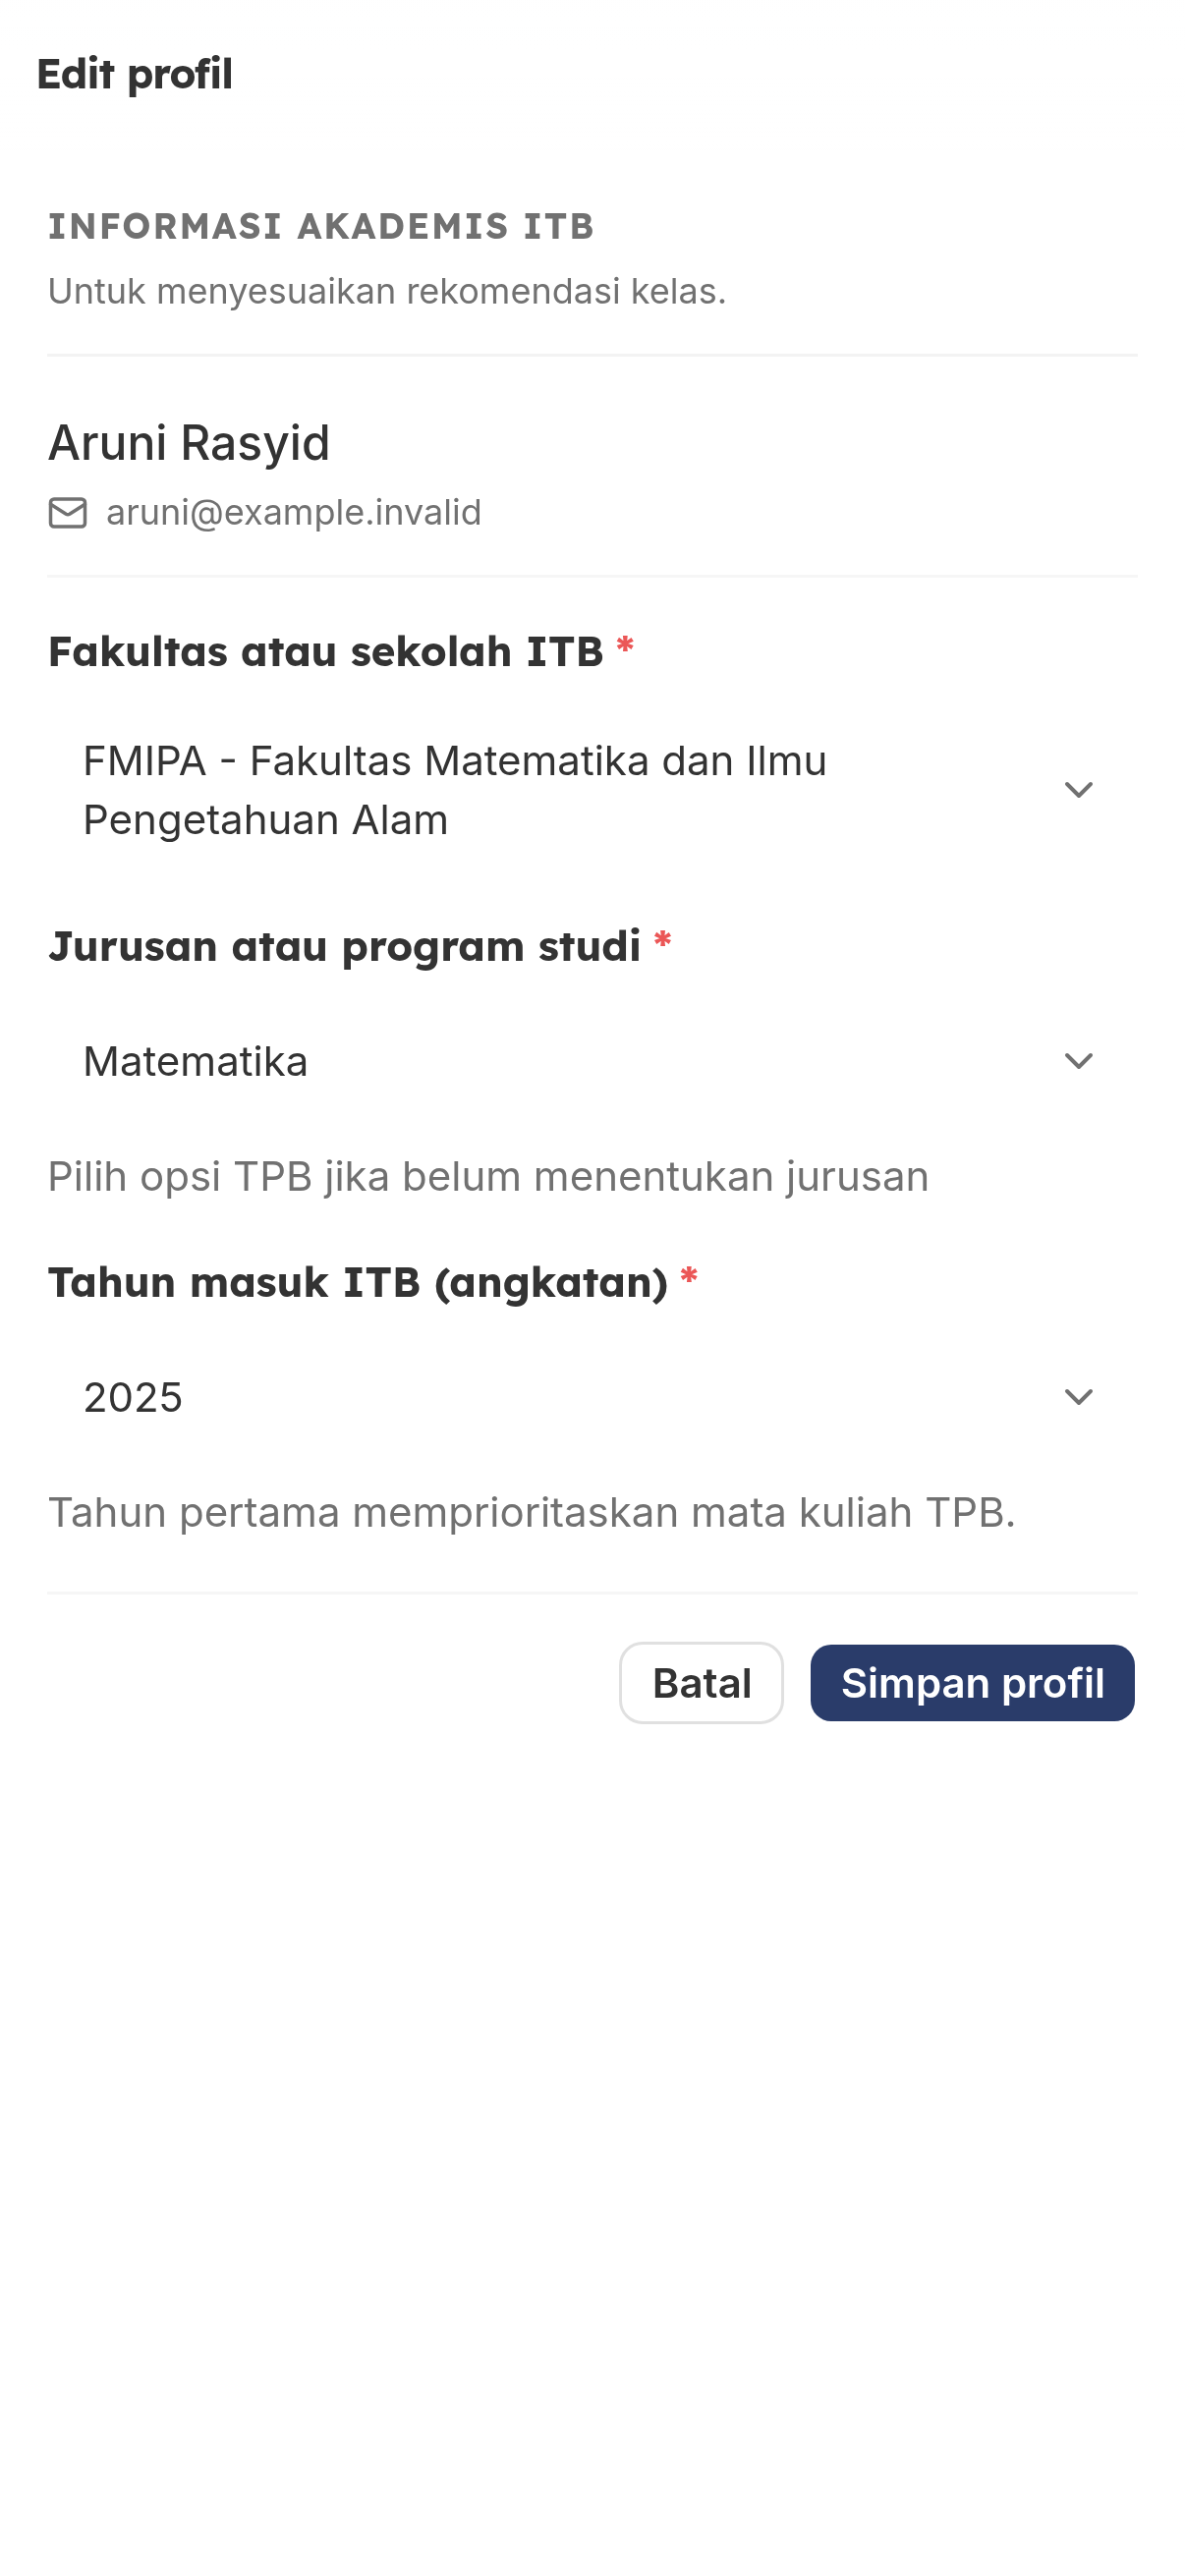 Edit profil
INFORMASI AKADEMIS ITB
Untuk menyesuaikan rekomendasi kelas.
Aruni Rasyid
aruni@example.invalid
Fakultas atau sekolah ITB *
FMIPA - Fakultas Matematika dan Ilmu
Pengetahuan Alam
Jurusan atau program studi *
Matematika
Pilih opsi TPB jika belum menentukan jurusan
Tahun masuk ITB (angkatan) *
2025
Tahun pertama memprioritaskan mata kuliah TPB.
Batal
Simpan profil